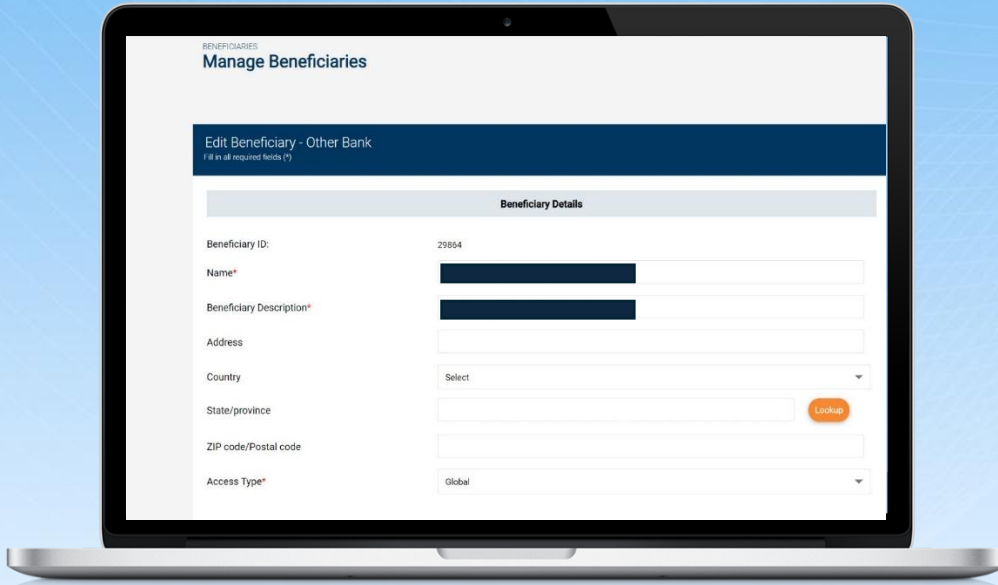 BENEFICIARIES
Manage Beneficiaries
Edit Beneficiary - Other Bank
Fill in all required fields (*)
Beneficiary Details
Beneficiary ID: 29864
Name*
Beneficiary Description*
Address
Country Select
State/province Lookup
ZIP code/Postal code
Access Type* Global